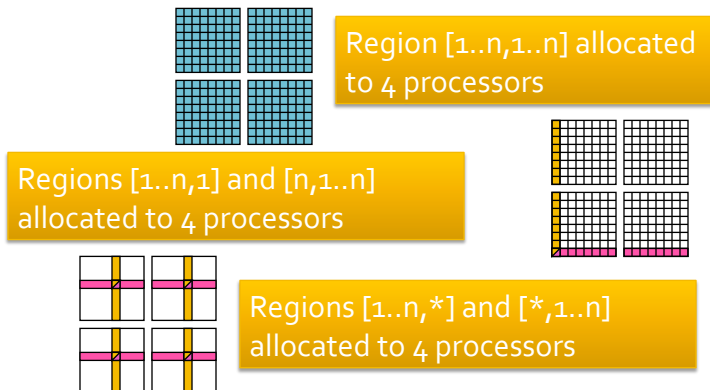 Region [1..n,1..n] allocated
to 4 processors
Regions [1..n,1] and [n,1..n]
allocated to 4 processors
Regions [1..n,*] and [*,1..n]
allocated to 4 processors